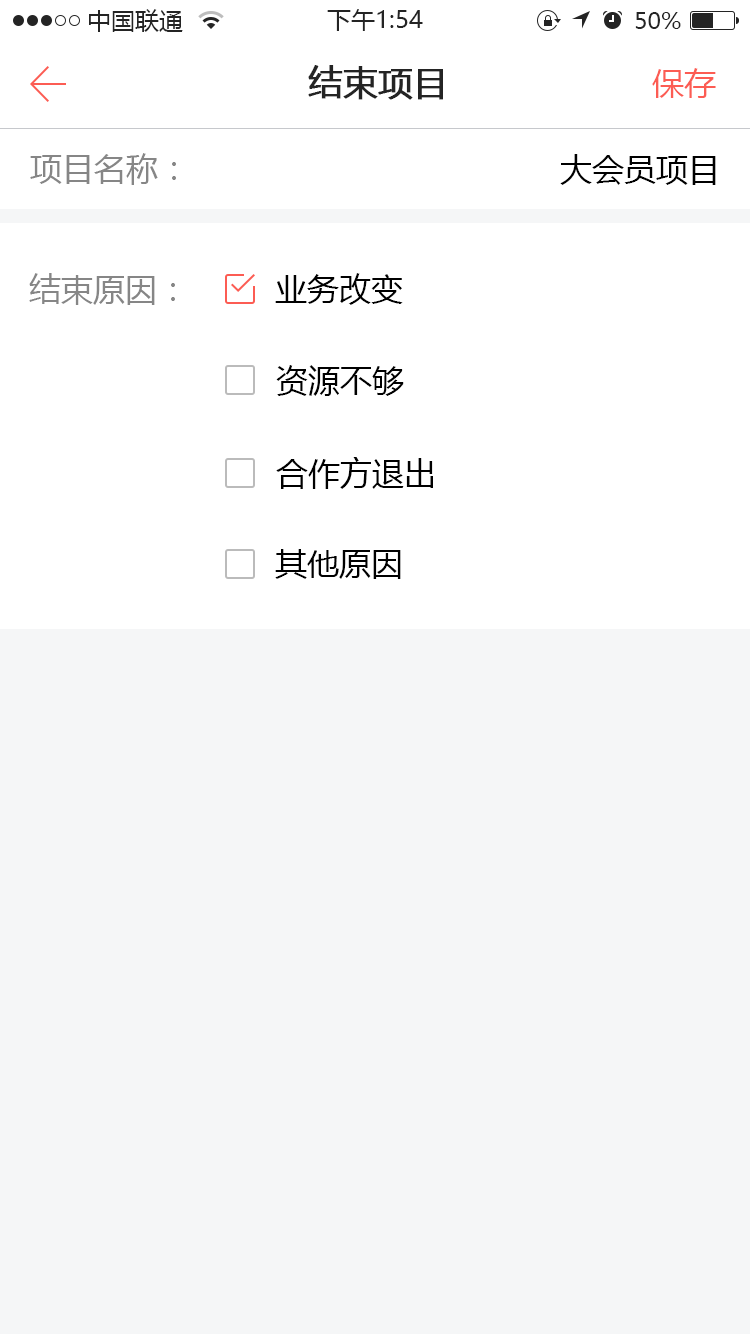 中国联通 下午1:54 50%
结束项目 保存
项目名称： 大会员项目
结束原因： 业务改变
资源不够
合作方退出
其他原因